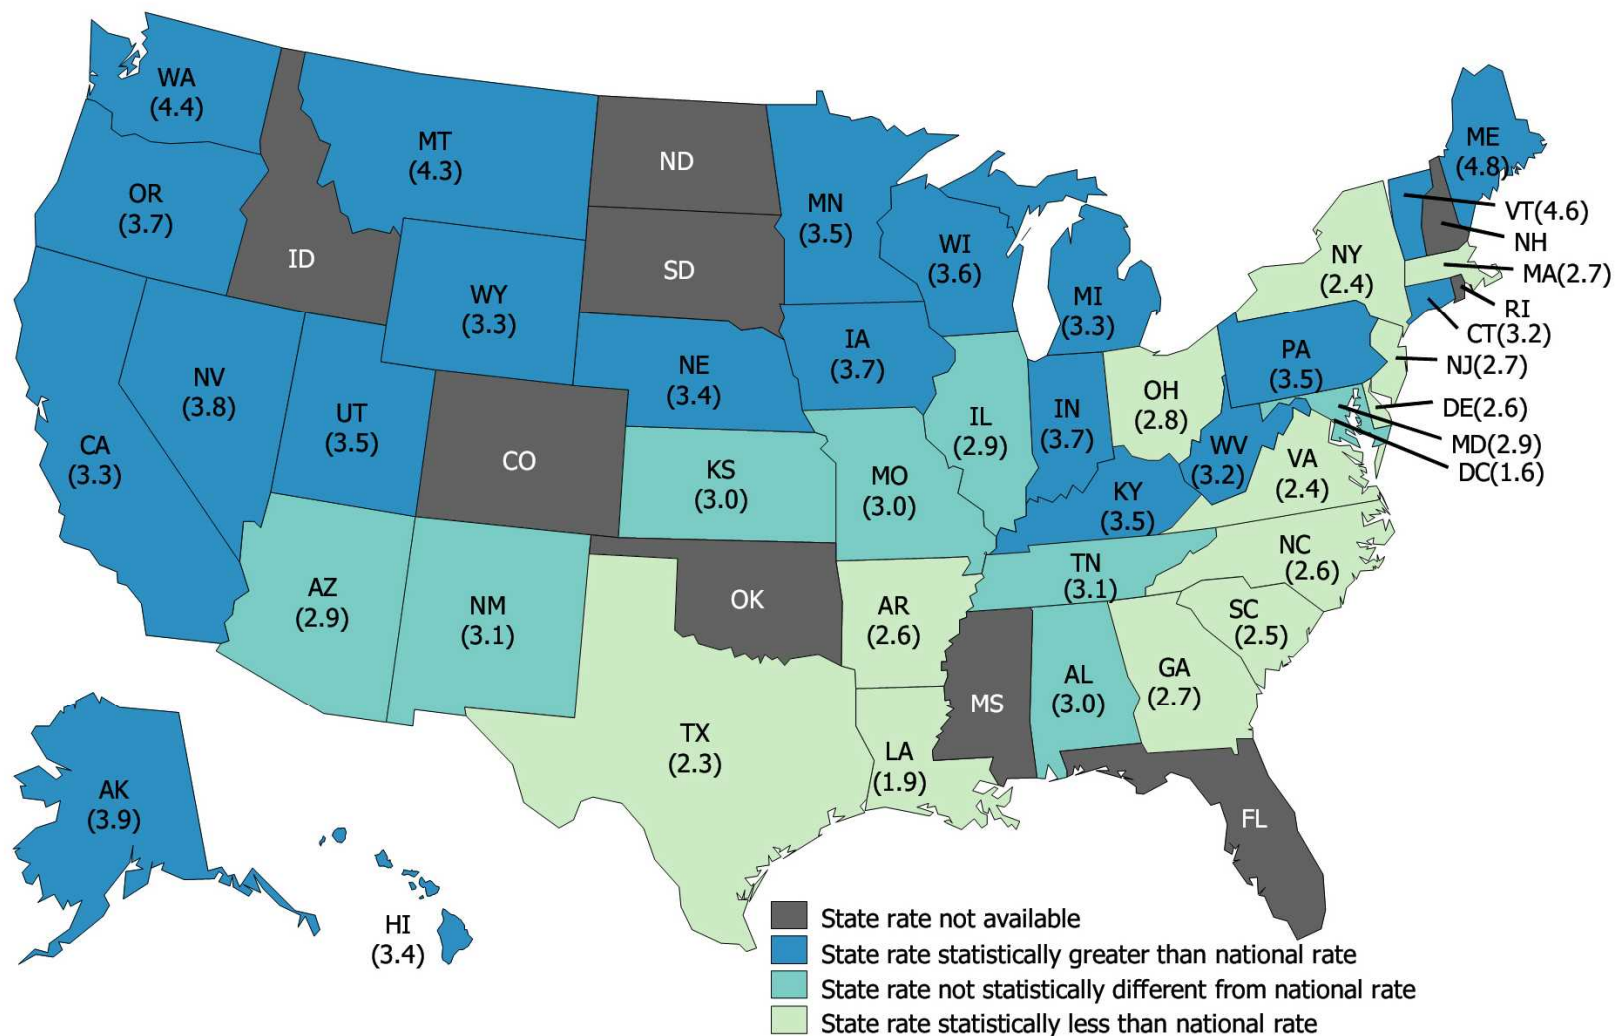 WA
(4.4)
MT
(4.3)
ND
ME
(4.8)
OR
(3.7)
MN
(3.5)
VT(4.6)
NH
ID
SD
WI
(3.6)
NY
(2.4)
MA(2.7)
WY
(3.3)
MI
(3.3)
RI
CT(3.2)
IA
(3.7)
PA
(3.5)
NJ(2.7)
NE
(3.4)
NV
(3.8)
OH
(2.8)
DE(2.6)
UT
(3.5)
IL
(2.9)
IN
(3.7)
MD(2.9)
CA
(3.3)
CO
KS
(3.0)
MO
(3.0)
WV
(3.2)
VA
(2.4)
DC(1.6)
KY
(3.5)
NC
(2.6)
TN
(3.1)
AZ
(2.9)
NM
(3.1)
OK
AR
(2.6)
SC
(2.5)
MS
AL
(3.0)
GA
(2.7)
TX
(2.3)
LA
(1.9)
AK
(3.9)
FL
HI
(3.4)
State rate not available
State rate statistically greater than national rate
State rate not statistically different from national rate
State rate statistically less than national rate